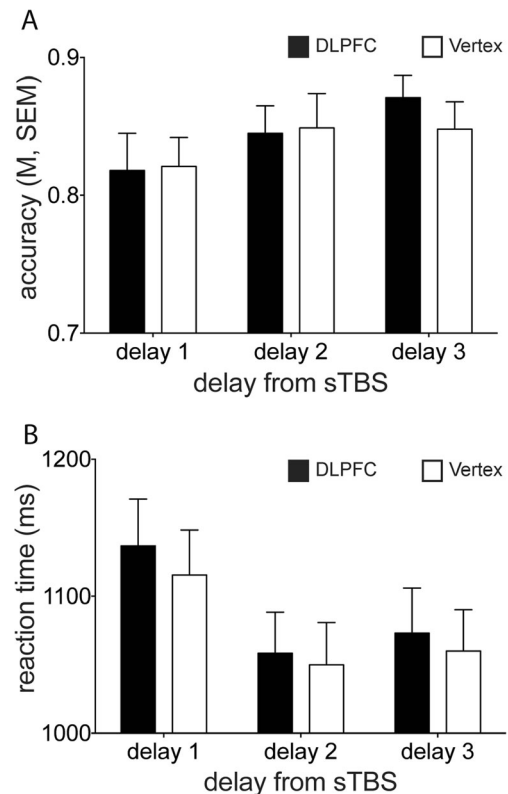 A
DLPFC Vertex
0.9
0.8
0.7
accuracy (M, SEM)
delay 1 delay 2 delay 3
delay from sTBS
B
DLPFC Vertex
1200
1100
1000
reaction time (ms)
delay 1 delay 2 delay 3
delay from sTBS